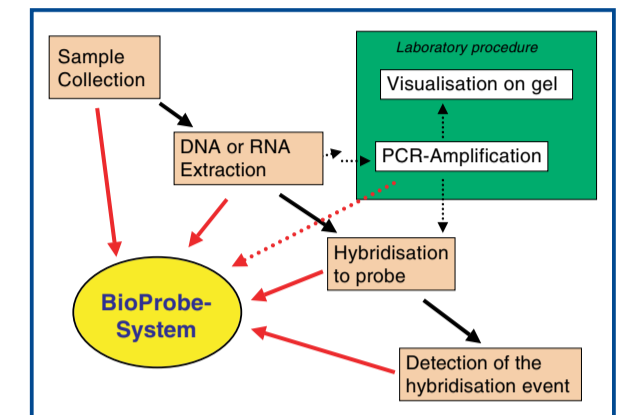 Sample
Collection
Laboratory procedure
Visualisation on gel
DNA or RNA
Extraction
PCR-Amplification
Hybridisation
to probe
BioProbe-
System
Detection of the
hybridisation event